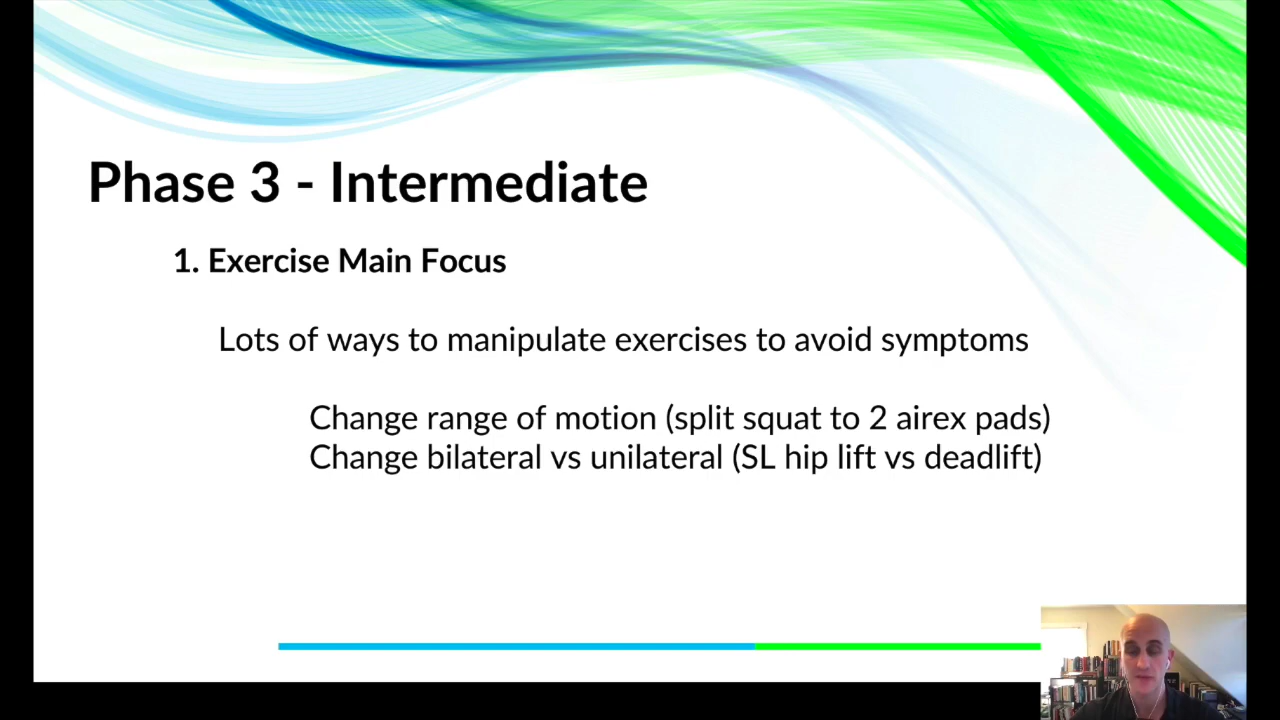 Phase 3 - Intermediate
1. Exercise Main Focus
Lots of ways to manipulate exercises to avoid symptoms
Change range of motion (split squat to 2 airex pads)
Change bilateral vs unilateral (SL hip lift vs deadlift)